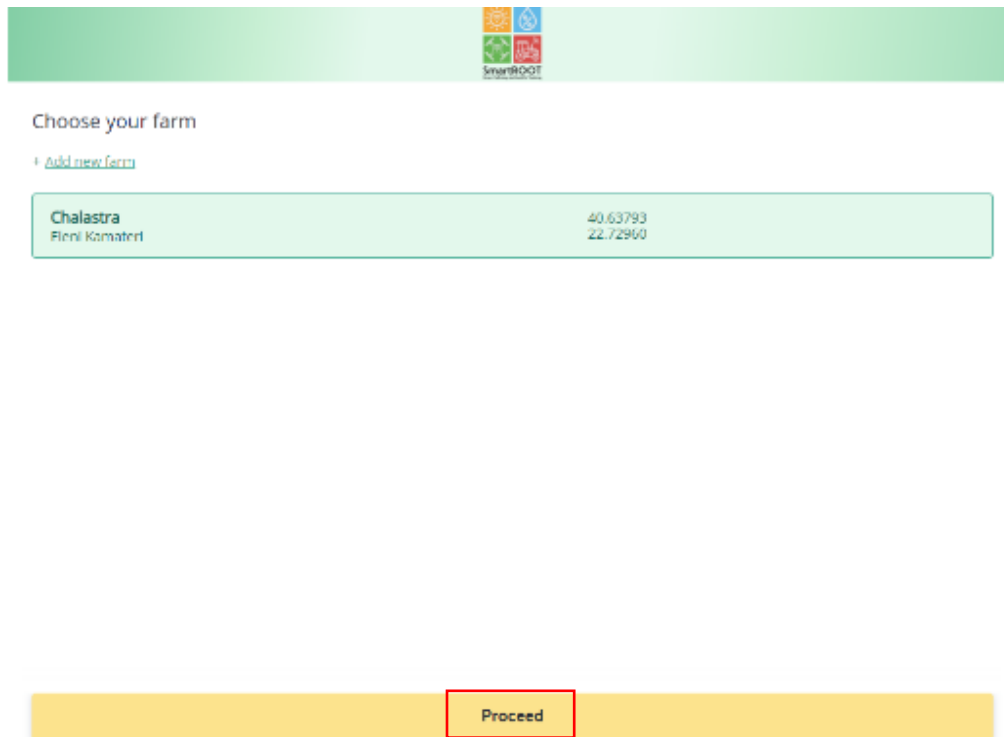 SmartROOT
Choose your farm
+ Add new farm
Chalastra
40.63793
Eleni Kamateri
22.72960
Proceed